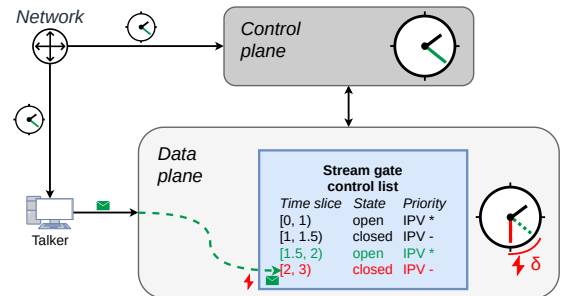 Network
Control
plane
Data
plane
Stream gate
control list
Time slice State Priority
[0, 1) open IPV *
[1, 1.5) closed IPV -
[1.5, 2) open IPV *
[2, 3) closed IPV -
Talker
δ